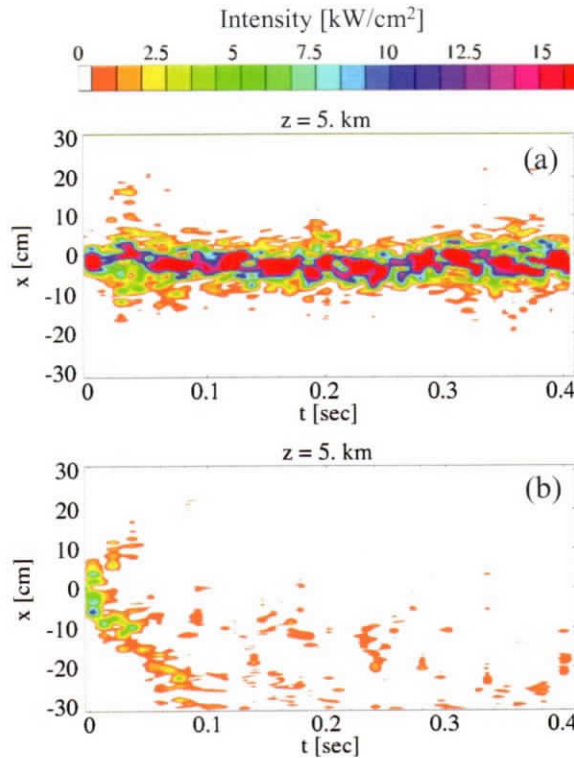 Intensity [kW/cm²]
0 2.5 5 7.5 10 12.5 15
z = 5. km
(a)
30
20
10
0
-10
-20
-30
x [cm]
0 0.1 0.2 0.3 0.4
t [sec]
z = 5. km
(b)
30
20
10
0
-10
-20
-30
x [cm]
0 0.1 0.2 0.3 0.4
t [sec]